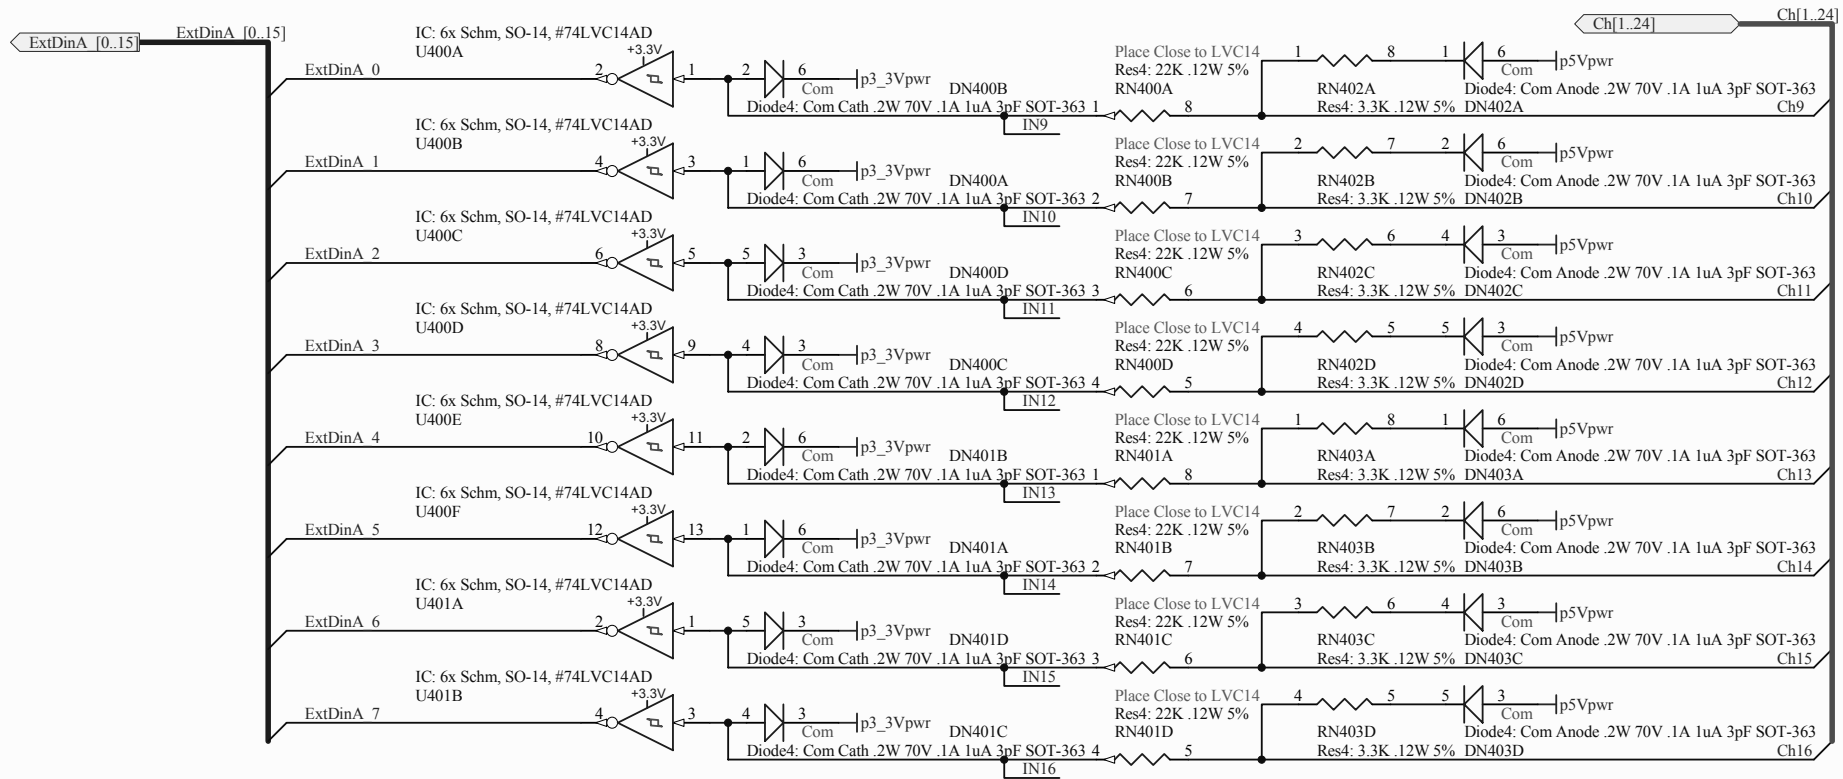 ExtDinA_[0..15] ExtDinA_[0..15] Ch[1..24] Ch[1..24]
IC: 6x Schm, SO-14, #74LVC14AD
U400A +3.3V
ExtDinA_0 2 1 2 6 Com p3_3Vpwr DN400B
Diode4: Com Cath .2W 70V .1A 1uA 3pF SOT-363 1 8
IN9
Place Close to LVC14
Res4: 22K .12W 5%
RN400A
1 8 1 6 Com p5Vpwr
RN402A Diode4: Com Anode .2W 70V .1A 1uA 3pF SOT-363
Res4: 3.3K .12W 5% DN402A Ch9
IC: 6x Schm, SO-14, #74LVC14AD
U400B +3.3V
ExtDinA_1 4 3 1 6 Com p3_3Vpwr DN400A
Diode4: Com Cath .2W 70V .1A 1uA 3pF SOT-363 2 7
IN10
Place Close to LVC14
Res4: 22K .12W 5%
RN400B
2 7 2 6 Com p5Vpwr
RN402B Diode4: Com Anode .2W 70V .1A 1uA 3pF SOT-363
Res4: 3.3K .12W 5% DN402B Ch10
IC: 6x Schm, SO-14, #74LVC14AD
U400C +3.3V
ExtDinA_2 6 5 5 3 Com p3_3Vpwr DN400D
Diode4: Com Cath .2W 70V .1A 1uA 3pF SOT-363 3 6
IN11
Place Close to LVC14
Res4: 22K .12W 5%
RN400C
3 6 4 3 Com p5Vpwr
RN402C Diode4: Com Anode .2W 70V .1A 1uA 3pF SOT-363
Res4: 3.3K .12W 5% DN402C Ch11
IC: 6x Schm, SO-14, #74LVC14AD
U400D +3.3V
ExtDinA_3 8 9 4 3 Com p3_3Vpwr DN400C
Diode4: Com Cath .2W 70V .1A 1uA 3pF SOT-363 4 5
IN12
Place Close to LVC14
Res4: 22K .12W 5%
RN400D
4 5 5 3 Com p5Vpwr
RN402D Diode4: Com Anode .2W 70V .1A 1uA 3pF SOT-363
Res4: 3.3K .12W 5% DN402D Ch12
IC: 6x Schm, SO-14, #74LVC14AD
U400E +3.3V
ExtDinA_4 10 11 2 6 Com p3_3Vpwr DN401B
Diode4: Com Cath .2W 70V .1A 1uA 3pF SOT-363 1 8
IN13
Place Close to LVC14
Res4: 22K .12W 5%
RN401A
1 8 1 6 Com p5Vpwr
RN403A Diode4: Com Anode .2W 70V .1A 1uA 3pF SOT-363
Res4: 3.3K .12W 5% DN403A Ch13
IC: 6x Schm, SO-14, #74LVC14AD
U400F +3.3V
ExtDinA_5 12 13 1 6 Com p3_3Vpwr DN401A
Diode4: Com Cath .2W 70V .1A 1uA 3pF SOT-363 2 7
IN14
Place Close to LVC14
Res4: 22K .12W 5%
RN401B
2 7 2 6 Com p5Vpwr
RN403B Diode4: Com Anode .2W 70V .1A 1uA 3pF SOT-363
Res4: 3.3K .12W 5% DN403B Ch14
IC: 6x Schm, SO-14, #74LVC14AD
U401A +3.3V
ExtDinA_6 2 1 5 3 Com p3_3Vpwr DN401D
Diode4: Com Cath .2W 70V .1A 1uA 3pF SOT-363 3 6
IN15
Place Close to LVC14
Res4: 22K .12W 5%
RN401C
3 6 4 3 Com p5Vpwr
RN403C Diode4: Com Anode .2W 70V .1A 1uA 3pF SOT-363
Res4: 3.3K .12W 5% DN403C Ch15
IC: 6x Schm, SO-14, #74LVC14AD
U401B +3.3V
ExtDinA_7 4 3 4 3 Com p3_3Vpwr DN401C
Diode4: Com Cath .2W 70V .1A 1uA 3pF SOT-363 4 5
IN16
Place Close to LVC14
Res4: 22K .12W 5%
RN401D
4 5 5 3 Com p5Vpwr
RN403D Diode4: Com Anode .2W 70V .1A 1uA 3pF SOT-363
Res4: 3.3K .12W 5% DN403D Ch16